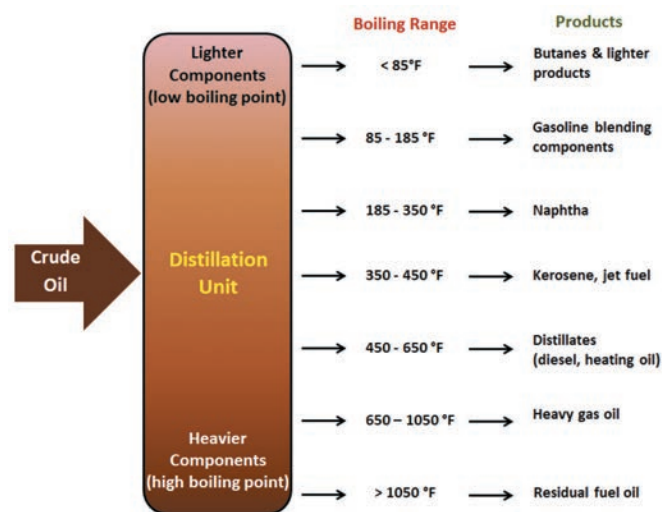 Boiling Range
Products
Lighter
Components
(low boiling point)
< 85°F
Butanes & lighter
products
85 - 185 °F
Gasoline blending
components
185 - 350 °F
Naphtha
Crude
Oil
Distillation
Unit
350 - 450 °F
Kerosene, jet fuel
450 - 650 °F
Distillates
(diesel, heating oil)
650 – 1050 °F
Heavy gas oil
Heavier
Components
(high boiling point)
> 1050 °F
Residual fuel oil